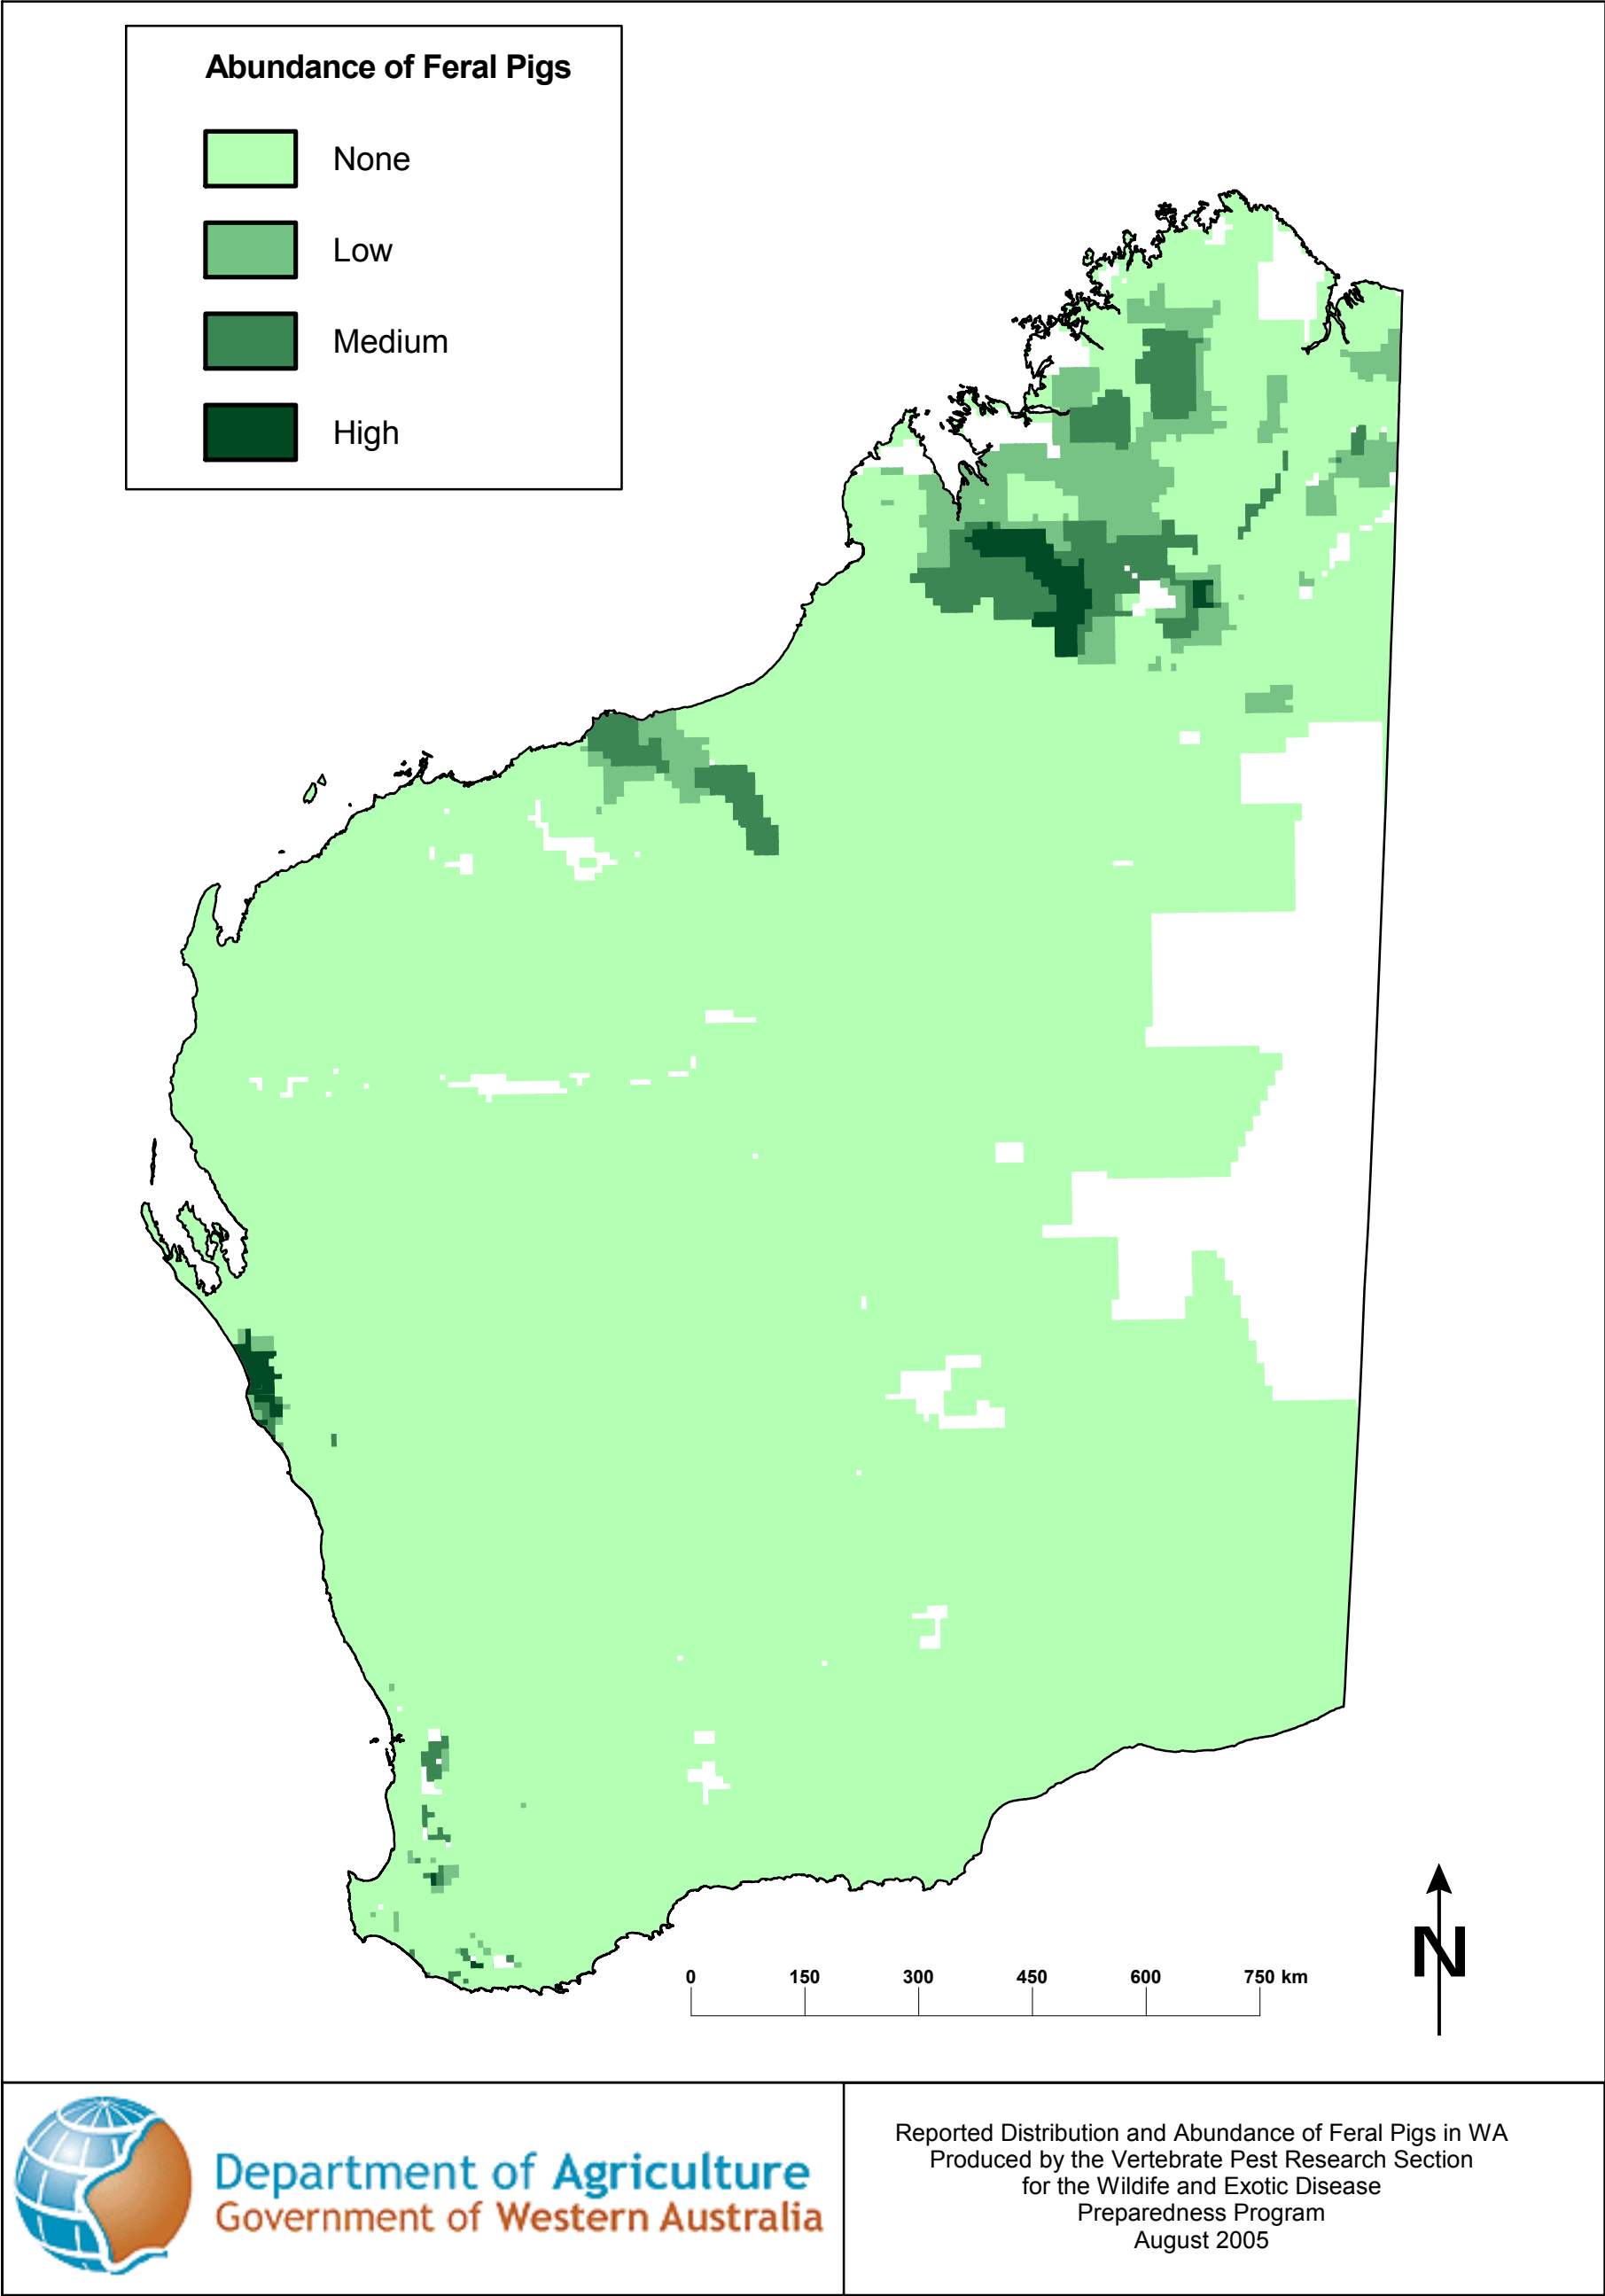 Abundance of Feral Pigs
None
Low
Medium
High
0 150 300 450 600 750 km
N
Department of Agriculture
Government of Western Australia
Reported Distribution and Abundance of Feral Pigs in WA
Produced by the Vertebrate Pest Research Section
for the Wildife and Exotic Disease
Preparedness Program
August 2005